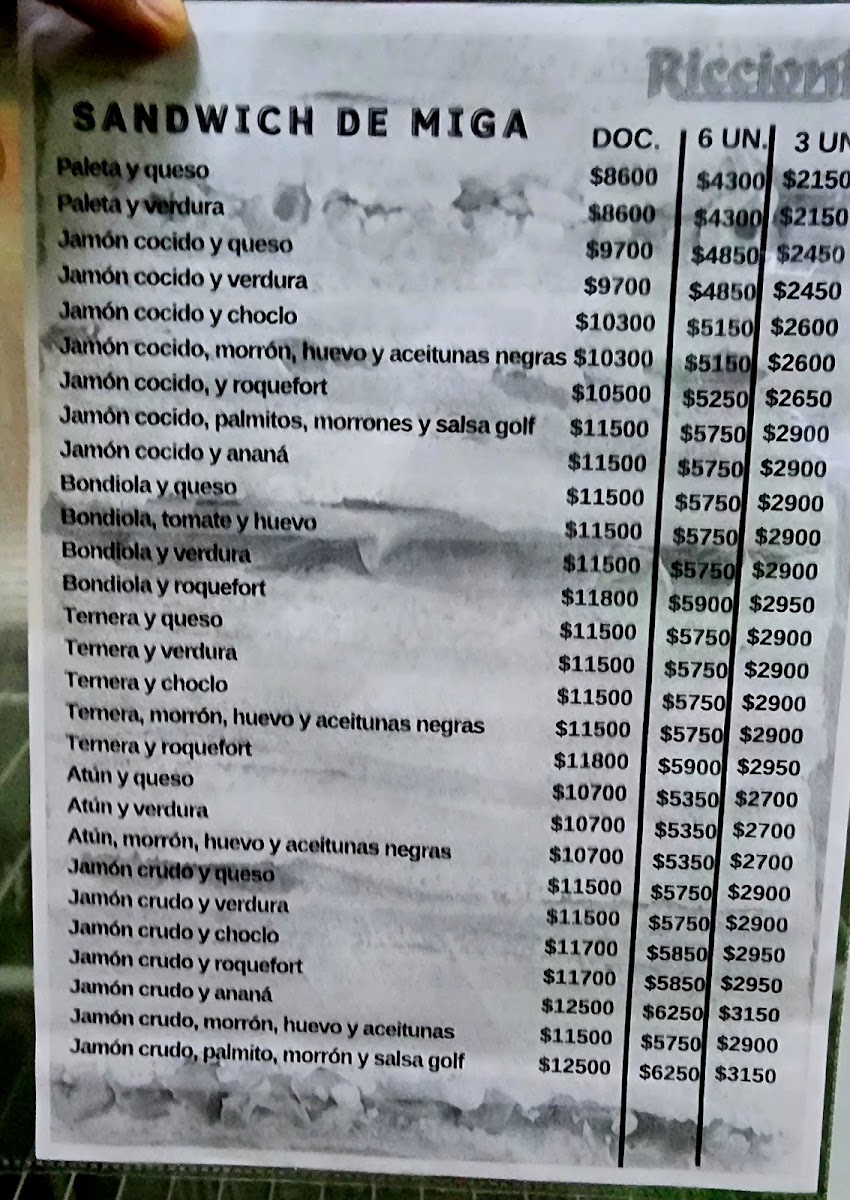 Riccioni
SANDWICH DE MIGA DOC. 6 UN. 3 UN
Paleta y queso $8600 $4300 $2150
Paleta y verdura $8600 $4300 $2150
Jamón cocido y queso $9700 $4850 $2450
Jamón cocido y verdura $9700 $4850 $2450
Jamón cocido y choclo $10300 $5150 $2600
Jamón cocido, morrón, huevo y aceitunas negras $10300 $5150 $2600
Jamón cocido, y roquefort $10500 $5250 $2650
Jamón cocido, palmitos, morrones y salsa golf $11500 $5750 $2900
Jamón cocido y ananá $11500 $5750 $2900
Bondiola y queso $11500 $5750 $2900
Bondiola, tomate y huevo $11500 $5750 $2900
Bondiola y verdura $11500 $5750 $2900
Bondiola y roquefort $11800 $5900 $2950
Ternera y queso $11500 $5750 $2900
Ternera y verdura $11500 $5750 $2900
Ternera y choclo $11500 $5750 $2900
Ternera, morrón, huevo y aceitunas negras $11500 $5750 $2900
Ternera y roquefort $11800 $5900 $2950
Atún y queso $10700 $5350 $2700
Atún y verdura $10700 $5350 $2700
Atún, morrón, huevo y aceitunas negras $10700 $5350 $2700
Jamón crudo y queso $11500 $5750 $2900
Jamón crudo y verdura $11500 $5750 $2900
Jamón crudo y choclo $11700 $5850 $2950
Jamón crudo y roquefort $11700 $5850 $2950
Jamón crudo y ananá $12500 $6250 $3150
Jamón crudo, morrón, huevo y aceitunas $11500 $5750 $2900
Jamón crudo, palmito, morrón y salsa golf $12500 $6250 $3150